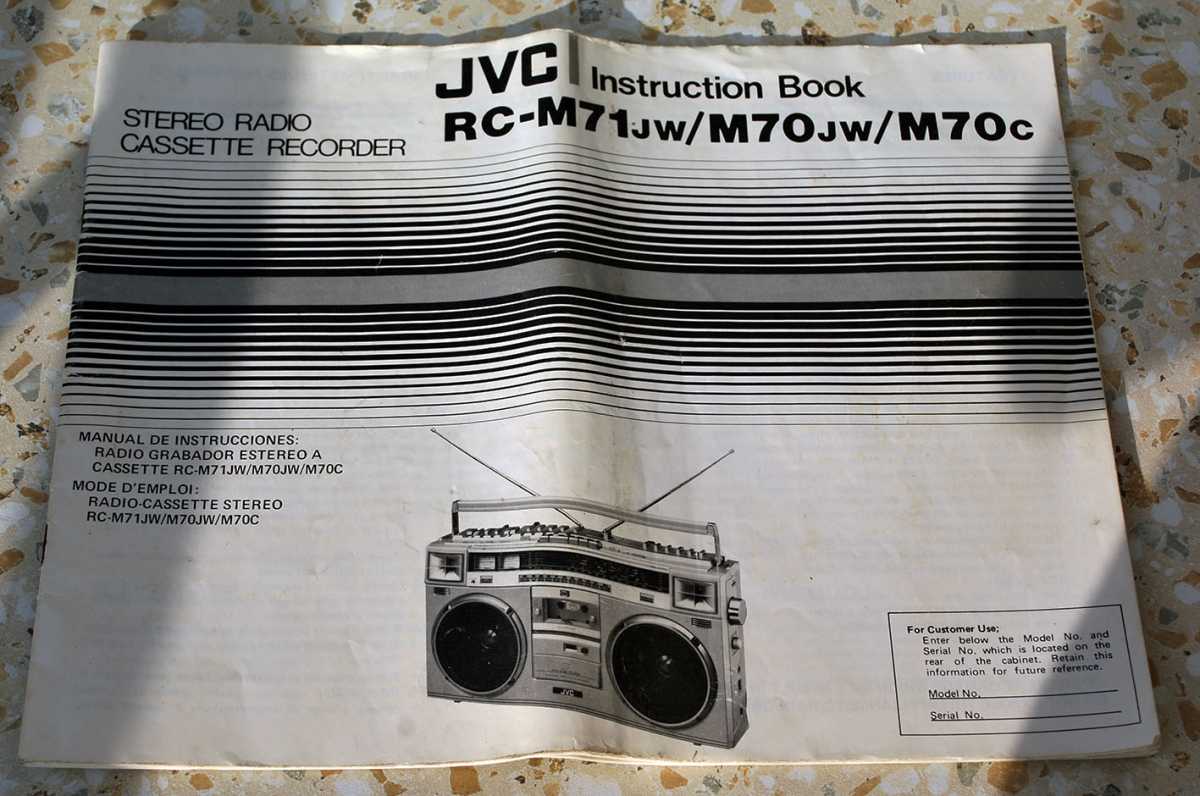 JVC Instruction Book
STEREO RADIO
CASSETTE RECORDER
RC-M71JW/M70JW/M70C
MANUAL DE INSTRUCCIONES:
RADIO GRABADOR ESTEREO A
CASSETTE RC-M71JW/M70JW/M70C
MODE D'EMPLOI:
RADIO-CASSETTE STEREO
RC-M71JW/M70JW/M70C
JVC
For Customer Use;
Enter below the Model No. and
Serial No. which is located on the
rear of the cabinet. Retain this
information for future reference.
Model No.
Serial No.